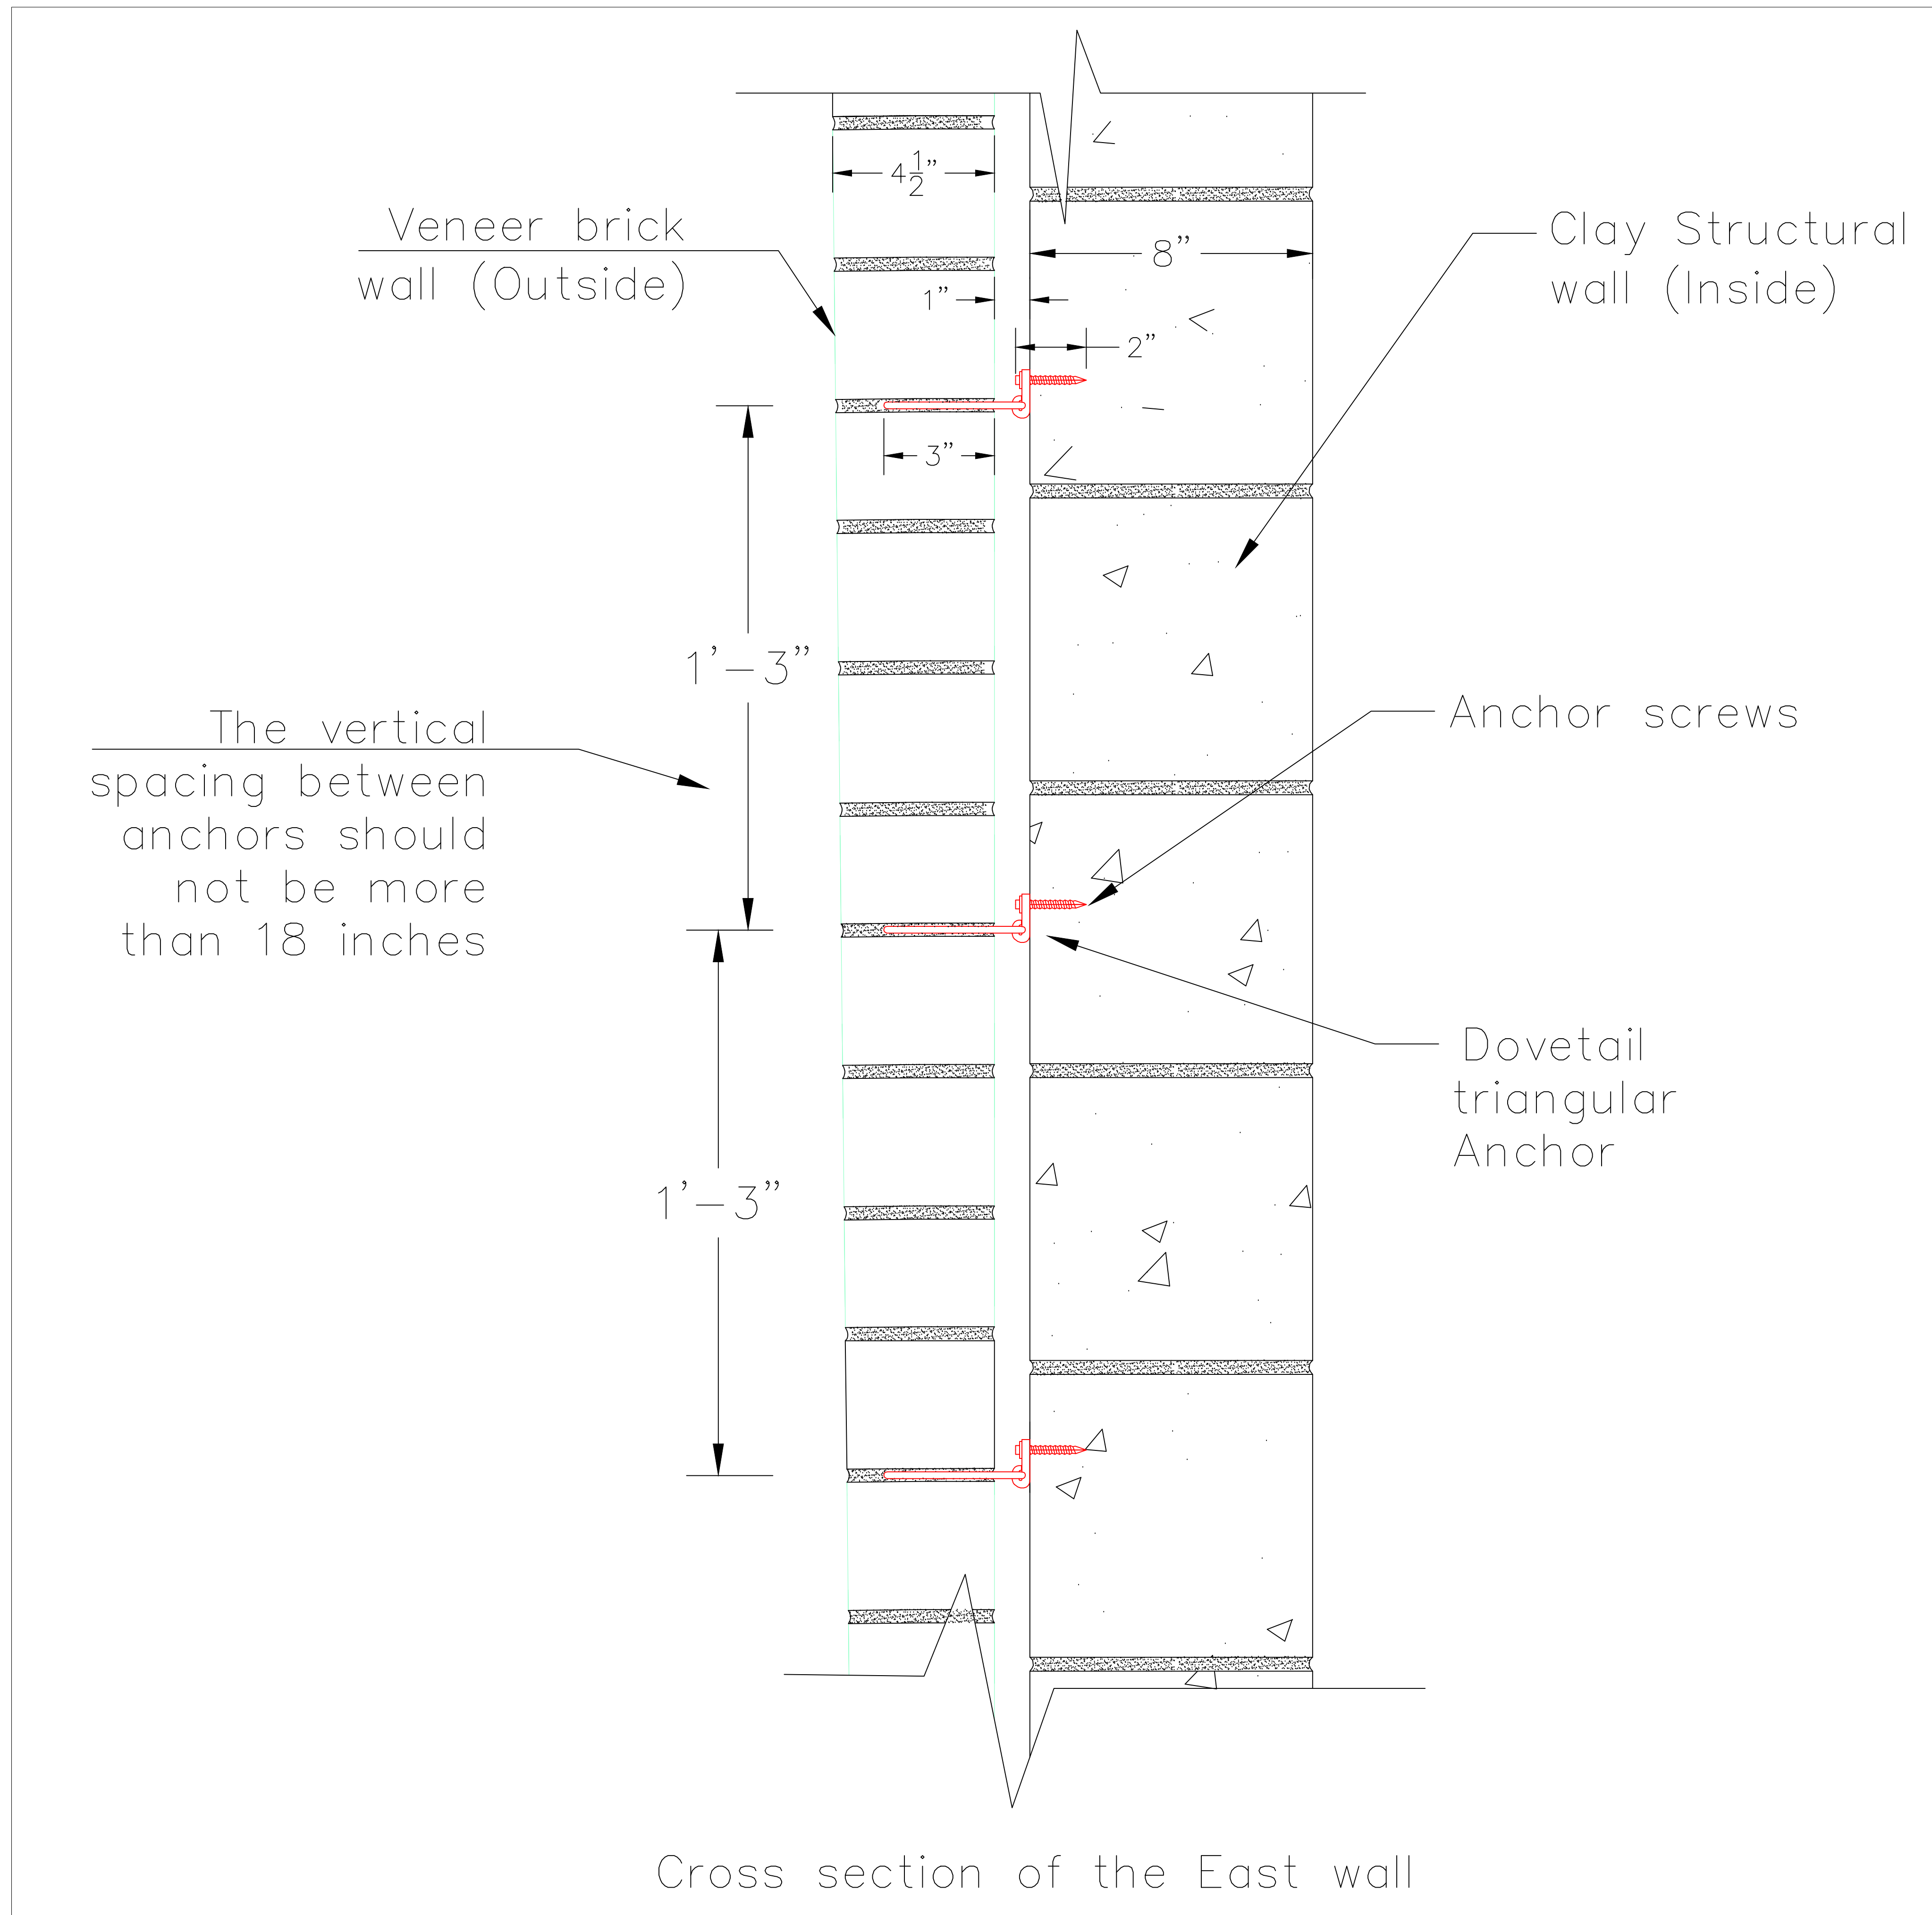 4 1/2"
Veneer brick
wall (Outside)
Clay Structural
wall (Inside)
8"
1"
2"
3"
1'-3"
The vertical
spacing between
anchors should
not be more
than 18 inches
Anchor screws
Dovetail
triangular
Anchor
1'-3"
Cross section of the East wall